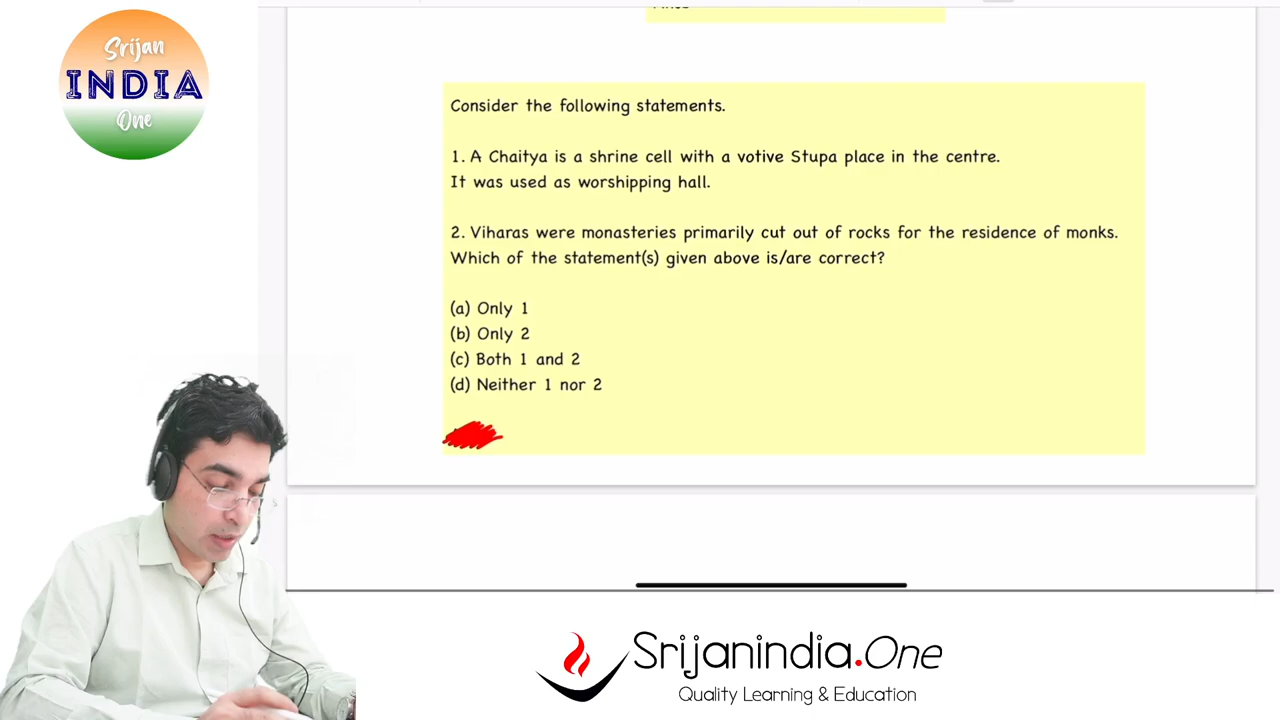 Srijan
INDIA
One
Consider the following statements.
1. A Chaitya is a shrine cell with a votive Stupa place in the centre.
It was used as worshipping hall.
2. Viharas were monasteries primarily cut out of rocks for the residence of monks.
Which of the statement(s) given above is/are correct?
(a) Only 1
(b) Only 2
(c) Both 1 and 2
(d) Neither 1 nor 2
Srijanindia.One
Quality Learning & Education